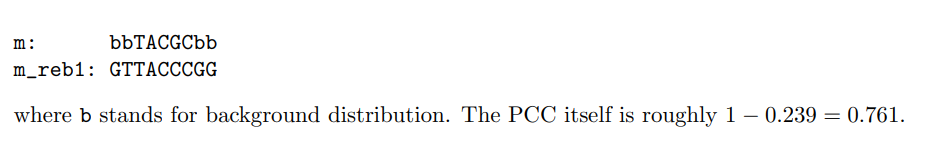 m:      bbTACGCbb
m_reb1: GTTACCCGG
where b stands for background distribution. The PCC itself is roughly 1 − 0.239 = 0.761.